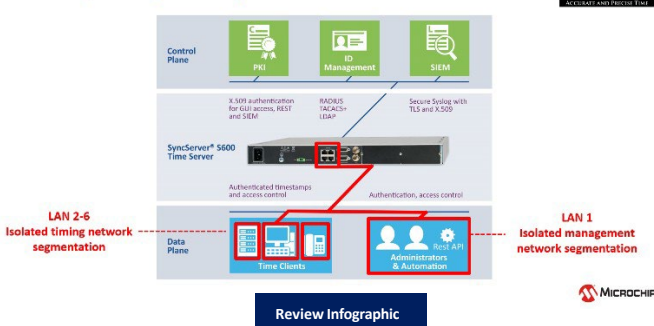 ACCURATE AND PRECISE TIME
Control
Plane
PKI
ID
Management
SIEM
X.509 authentication
for GUI access, REST
and SIEM
RADIUS
TACACS+
LDAP
Secure Syslog with
TLS and X.509
SyncServer® S600
Time Server
Authenticated timestamps
and access control
Authentication, access control
LAN 2-6
Isolated timing network
segmentation
Data
Plane
Time Clients
Rest API
Administrators
& Automation
LAN 1
Isolated management
network segmentation
MICROCHIP
Review Infographic